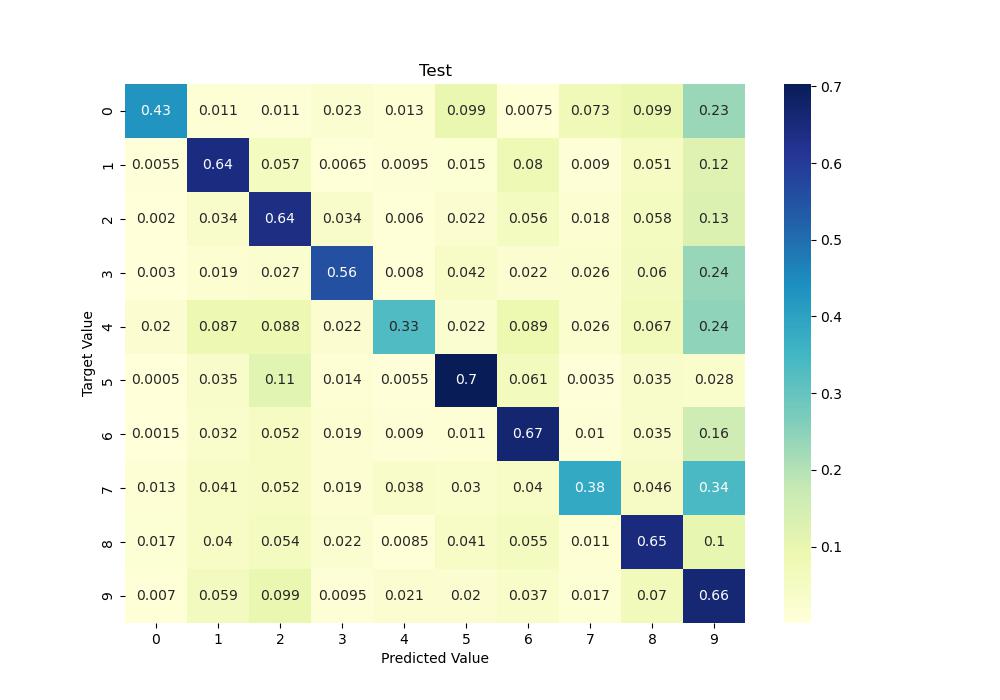 Test
0 0.43 0.011 0.011 0.023 0.013 0.099 0.0075 0.073 0.099 0.23
1 0.0055 0.64 0.057 0.0065 0.0095 0.015 0.08 0.009 0.051 0.12
2 0.002 0.034 0.64 0.034 0.006 0.022 0.056 0.018 0.058 0.13
3 0.003 0.019 0.027 0.56 0.008 0.042 0.022 0.026 0.06 0.24
4 0.02 0.087 0.088 0.022 0.33 0.022 0.089 0.026 0.067 0.24
5 0.0005 0.035 0.11 0.014 0.0055 0.7 0.061 0.0035 0.035 0.028
6 0.0015 0.032 0.052 0.019 0.009 0.011 0.67 0.01 0.035 0.16
7 0.013 0.041 0.052 0.019 0.038 0.03 0.04 0.38 0.046 0.34
8 0.017 0.04 0.054 0.022 0.0085 0.041 0.055 0.011 0.65 0.1
9 0.007 0.059 0.099 0.0095 0.021 0.02 0.037 0.017 0.07 0.66
0 1 2 3 4 5 6 7 8 9
Predicted Value
Target Value
0.7
0.6
0.5
0.4
0.3
0.2
0.1